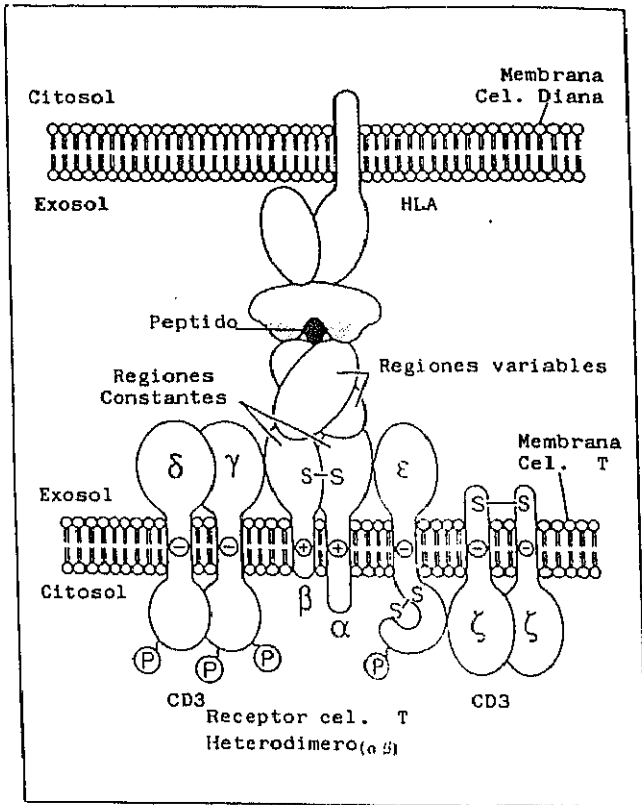 Membrana
Cel. Diana
Citosol
Exosol
HLA
Peptido
Regiones variables
Regiones
Constantes
Membrana
Cel. T
δ
γ
ε
S-S
S-S
Exosol
− − + + − − −
Citosol
β
α
S-S
ζ
ζ
P
P
P
P
CD3
CD3
Receptor cel. T
Heterodimero